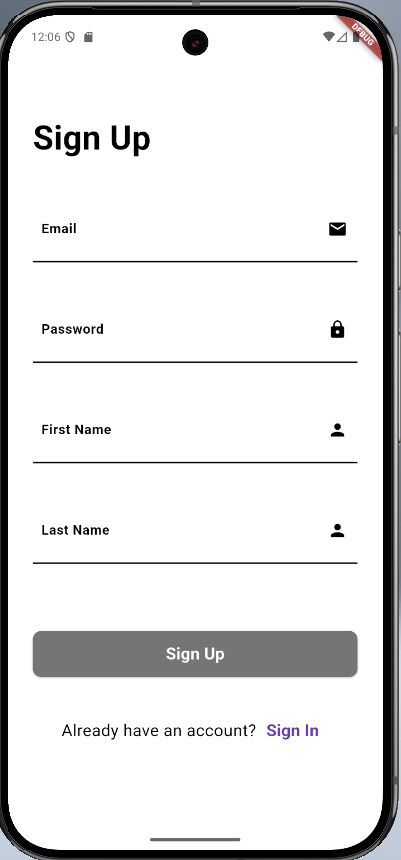 12:06
DEBUG
Sign Up
Email
Password
First Name
Last Name
Sign Up
Already have an account? Sign In